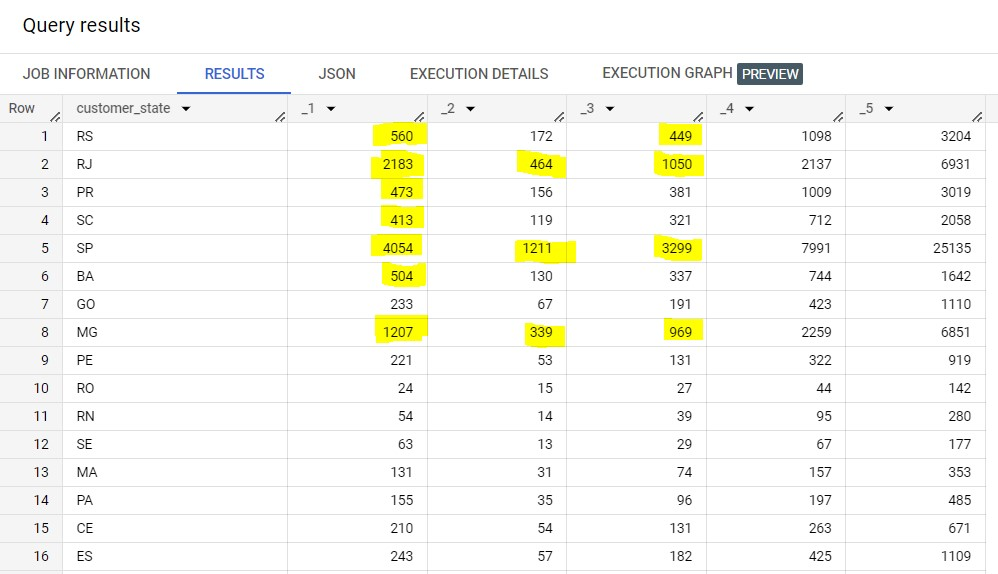 Query results
JOB INFORMATION RESULTS JSON EXECUTION DETAILS EXECUTION GRAPH PREVIEW
Row customer_state _1 _2 _3 _4 _5
1 RS 560 172 449 1098 3204
2 RJ 2183 464 1050 2137 6931
3 PR 473 156 381 1009 3019
4 SC 413 119 321 712 2058
5 SP 4054 1211 3299 7991 25135
6 BA 504 130 337 744 1642
7 GO 233 67 191 423 1110
8 MG 1207 339 969 2259 6851
9 PE 221 53 131 322 919
10 RO 24 15 27 44 142
11 RN 54 14 39 95 280
12 SE 63 13 29 67 177
13 MA 131 31 74 157 353
14 PA 155 35 96 197 485
15 CE 210 54 131 263 671
16 ES 243 57 182 425 1109